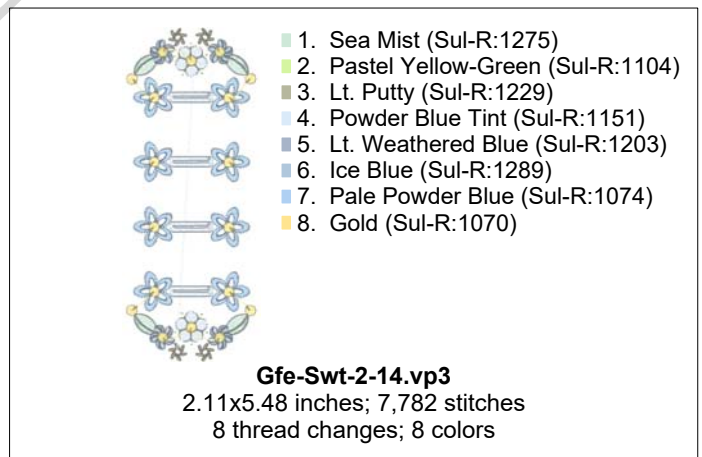 1. Sea Mist (Sul-R:1275)
2. Pastel Yellow-Green (Sul-R:1104)
3. Lt. Putty (Sul-R:1229)
4. Powder Blue Tint (Sul-R:1151)
5. Lt. Weathered Blue (Sul-R:1203)
6. Ice Blue (Sul-R:1289)
7. Pale Powder Blue (Sul-R:1074)
8. Gold (Sul-R:1070)
Gfe-Swt-2-14.vp3
2.11x5.48 inches; 7,782 stitches
8 thread changes; 8 colors